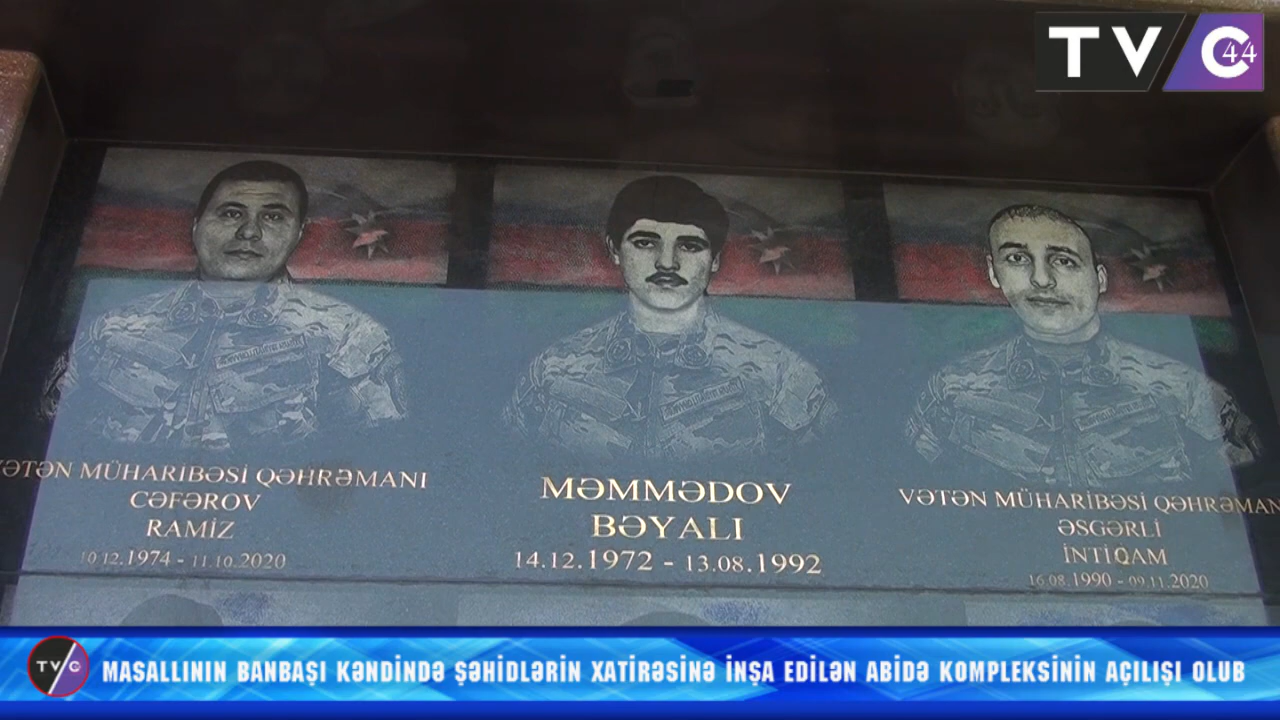 TVC 44
VƏTƏN MÜHARİBƏSİ QƏHRƏMANI
CƏFƏROV
RAMİZ
10.12.1974 - 11.10.2020
MƏMMƏDOV
BƏYALI
14.12.1972 - 13.08.1992
VƏTƏN MÜHARİBƏSİ QƏHRƏMAN
ƏSGƏRLİ
İNTİQAM
16.08.1990 - 09.11.2020
TVC
MASALLININ BANBAŞI KƏNDİNDƏ ŞƏHİDLƏRİN XATİRƏSİNƏ İNŞA EDİLƏN ABİDƏ KOMPLEKSİNİN AÇILIŞI OLUB